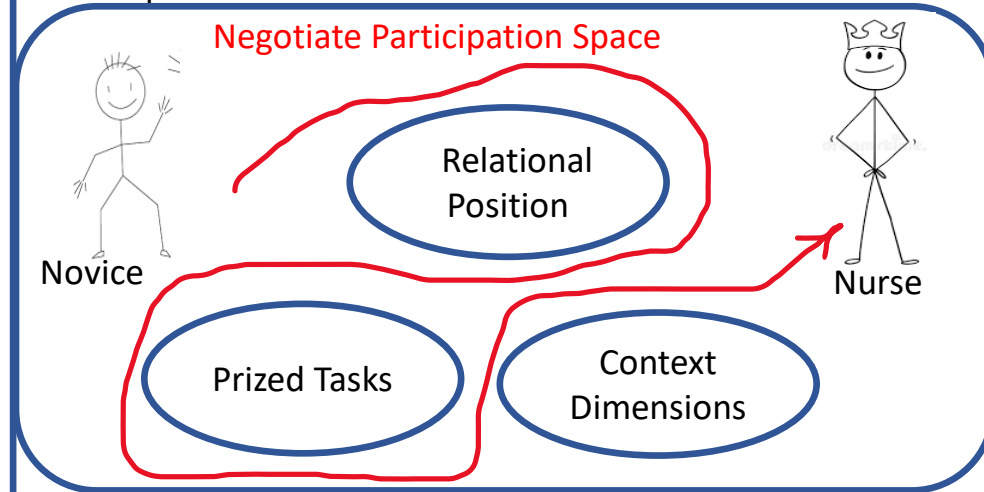 Negotiate Participation Space
Relational
Position
Novice
Nurse
Prized Tasks
Context
Dimensions